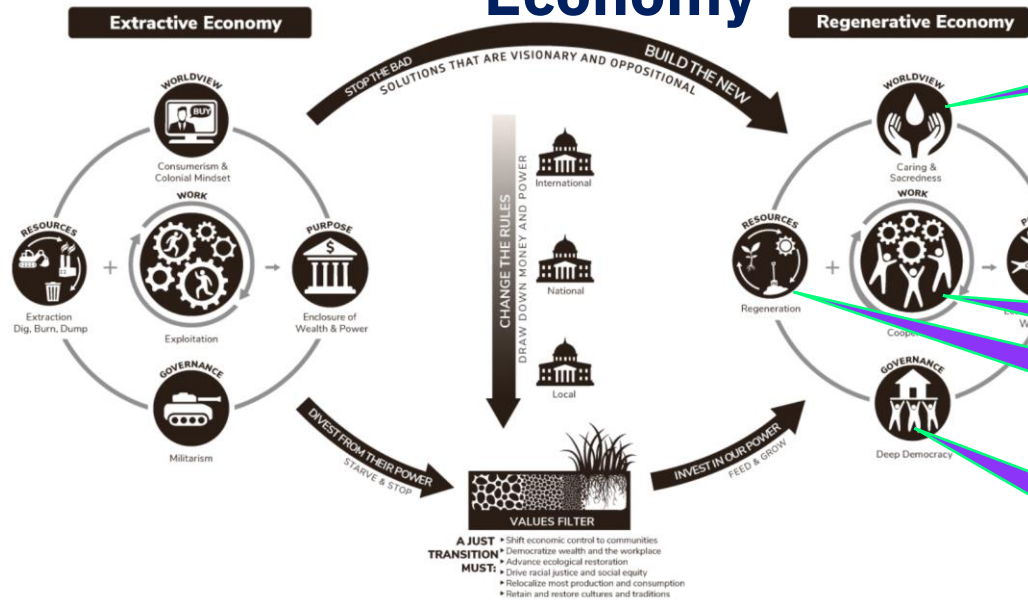 Economy
Extractive Economy
Regenerative Economy
STOP THE BAD
BUILD THE NEW
SOLUTIONS THAT ARE VISIONARY AND OPPOSITIONAL
WORLDVIEW
BUY
Consumerism &
Colonial Mindset
WORK
RESOURCES
PURPOSE
$
Extraction
Dig, Burn, Dump
Exploitation
Enclosure of
Wealth & Power
GOVERNANCE
Militarism
CHANGE THE RULES
DRAW DOWN MONEY AND POWER
International
National
Local
WORLDVIEW
Caring &
Sacredness
WORK
RESOURCES
Regeneration
GOVERNANCE
Deep Democracy
DIVEST FROM THEIR POWER
STARVE & STOP
INVEST IN OUR POWER
FEED & GROW
VALUES FILTER
A JUST
TRANSITION
MUST:
▸ Shift economic control to communities
▸ Democratize wealth and the workplace
▸ Advance ecological restoration
▸ Drive racial justice and social equity
▸ Relocalize most production and consumption
▸ Retain and restore cultures and traditions